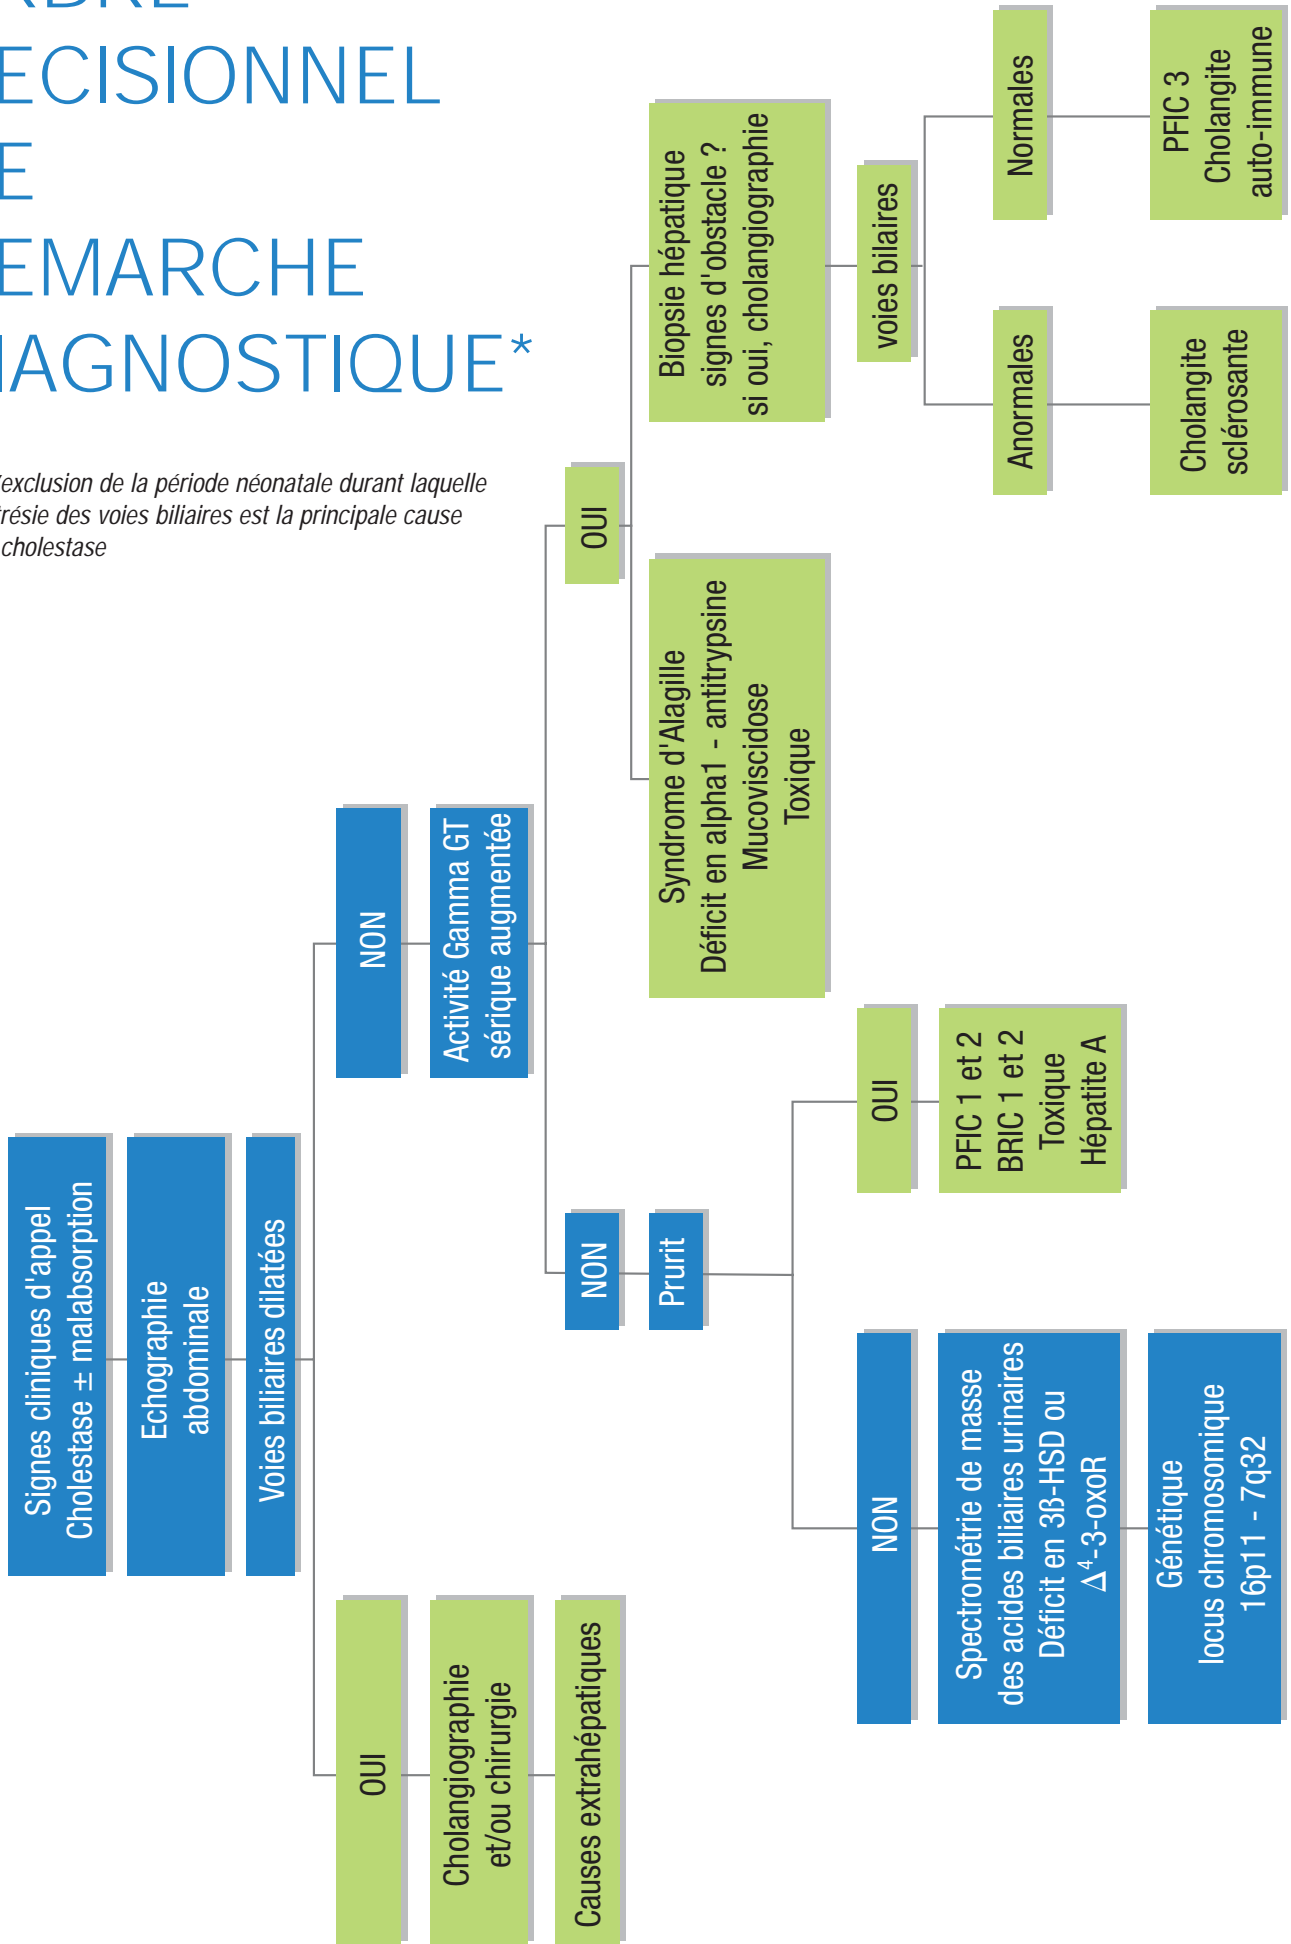 RDRE
ECISIONNEL
E
EMARCHE
IAGNOSTIQUE*
'exclusion de la période néonatale durant laquelle
résie des voies biliaires est la principale cause
cholestase
Signes cliniques d'appel
Cholestase ± malabsorption
Echographie
abdominale
Voies biliaires dilatées
OUI
Cholangiographie
et/ou chirurgie
Causes extrahépatiques
NON
Activité Gamma GT
sérique augmentée
NON
Prurit
NON
Spectrométrie de masse
des acides biliaires urinaires
Déficit en 3ß-HSD ou
Δ⁴-3-oxoR
Génétique
locus chromosomique
16p11 - 7q32
OUI
PFIC 1 et 2
BRIC 1 et 2
Toxique
Hépatite A
OUI
Syndrome d'Alagille
Déficit en alpha1 - antitrypsine
Mucoviscidose
Toxique
Biopsie hépatique
signes d'obstacle ?
si oui, cholangiographie
voies bilaires
Anormales
Cholangite
sclérosante
Normales
PFIC 3
Cholangite
auto-immune